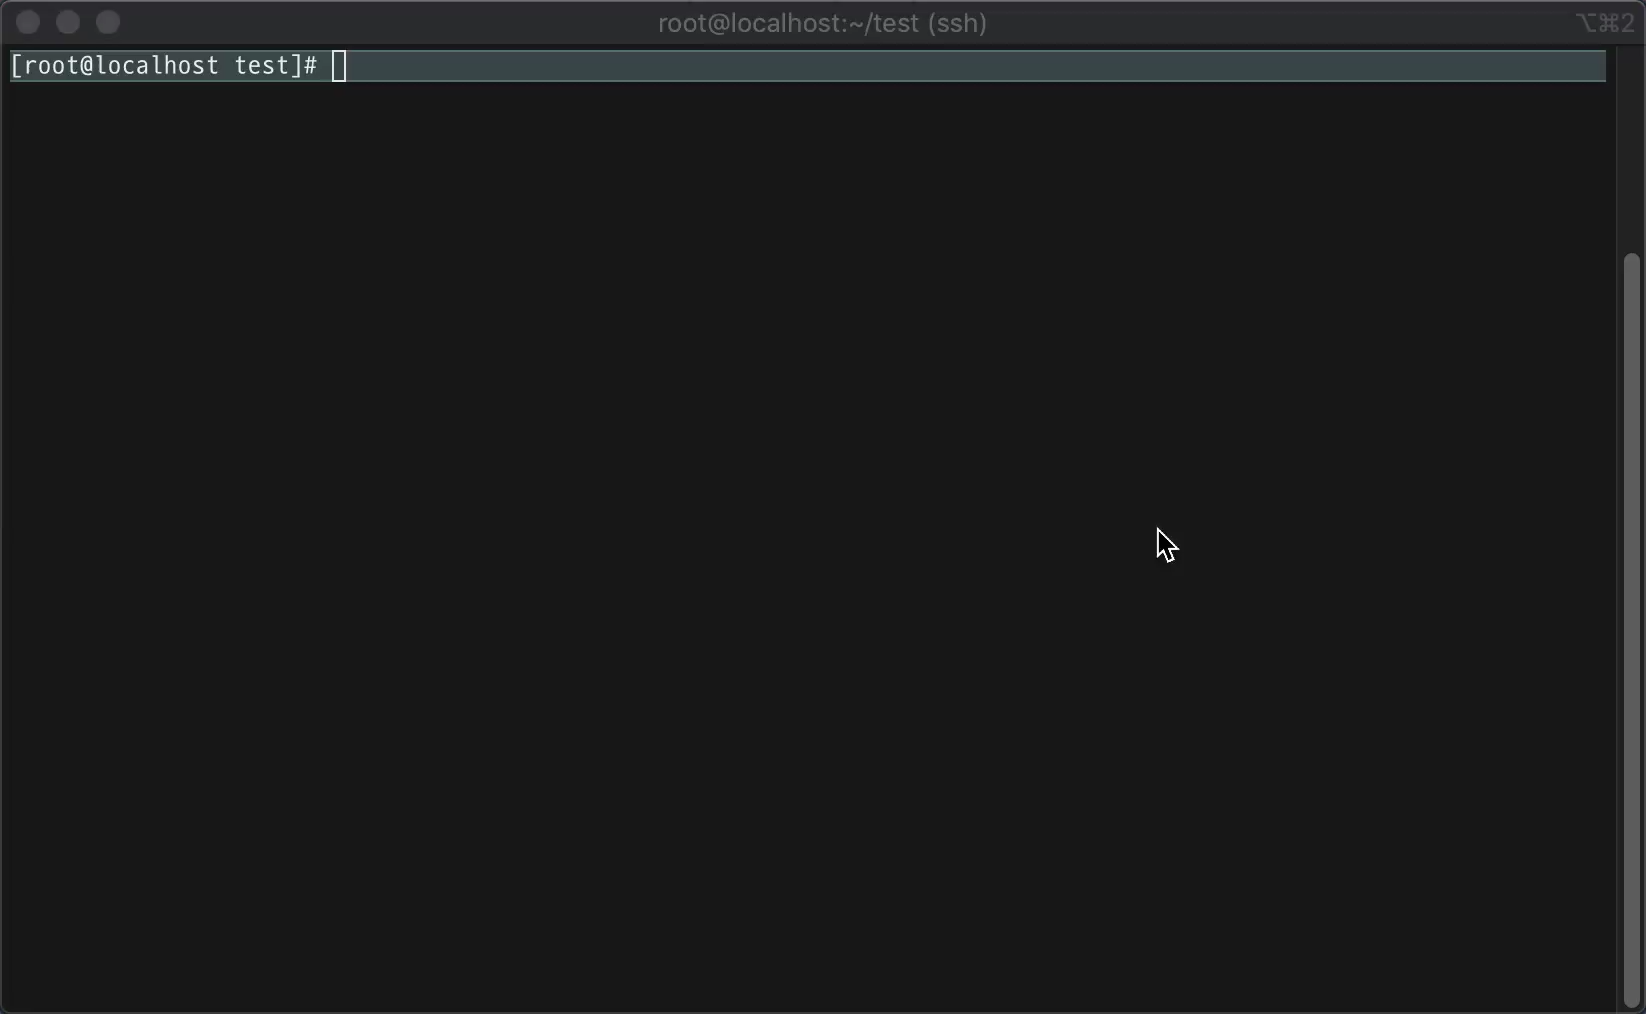 root@localhost:~/test (ssh)
⌥⌘2
[root@localhost test]#